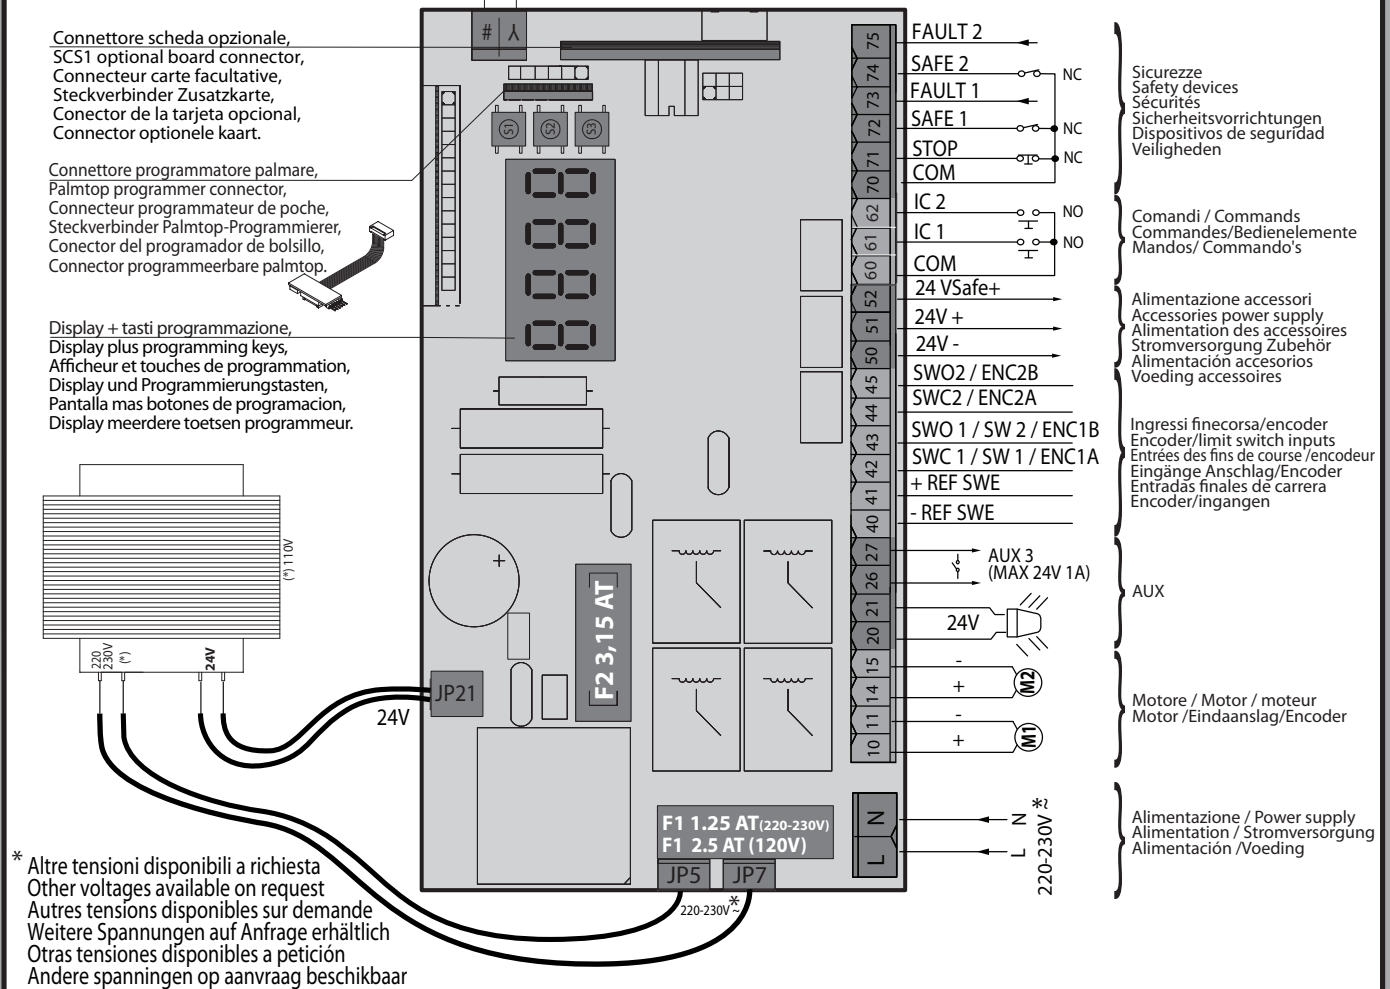 Connettore scheda opzionale,
SCS1 optional board connector,
Connecteur carte facultative,
Steckverbinder Zusatzkarte,
Conector de la tarjeta opcional,
Connector optionele kaart.
Connettore programmatore palmare,
Palmtop programmer connector,
Connecteur programmateur de poche,
Steckverbinder Palmtop-Programmierer,
Conector del programador de bolsillo,
Connector programmeerbare palmtop.
Display + tasti programmazione,
Display plus programming keys,
Afficheur et touches de programmation,
Display und Programmierungstasten,
Pantalla mas botones de programacion,
Display meerdere toetsen programmeur.
(*) 110V
220
230V
(*)
24V
24V
* Altre tensioni disponibili a richiesta
Other voltages available on request
Autres tensions disponibles sur demande
Weitere Spannungen auf Anfrage erhältlich
Otras tensiones disponibles a petición
Andere spanningen op aanvraag beschikbaar
# Y
S1 S2 S3
+
F2 3,15 AT
JP21
F1 1.25 AT(220-230V)
F1 2.5 AT (120V)
JP5 JP7
220-230V~*
75 FAULT 2
74 SAFE 2 NC
73 FAULT 1
72 SAFE 1 NC
71 STOP NC
70 COM
62 IC 2 NO
61 IC 1 NO
60 COM
52 24 VSafe+
51 24V +
50 24V -
45 SWO2 / ENC2B
44 SWC2 / ENC2A
43 SWO 1 / SW 2 / ENC1B
42 SWC 1 / SW 1 / ENC1A
41 + REF SWE
40 - REF SWE
27 AUX 3
26 (MAX 24V 1A)
21
24V
20
15 -
M2
14 +
11 -
M1
10 +
N N
L L
220-230V~*
Sicurezze
Safety devices
Sécurités
Sicherheitsvorrichtungen
Dispositivos de seguridad
Veiligheden
Comandi / Commands
Commandes/Bedienelemente
Mandos/ Commando's
Alimentazione accessori
Accessories power supply
Alimentation des accessoires
Stromversorgung Zubehör
Alimentación accesorios
Voeding accessoires
Ingressi finecorsa/encoder
Encoder/limit switch inputs
Entrées des fins de course /encodeur
Eingänge Anschlag/Encoder
Entradas finales de carrera
Encoder/ingangen
AUX
Motore / Motor / moteur
Motor /Eindaanslag/Encoder
Alimentazione / Power supply
Alimentation / Stromversorgung
Alimentación /Voeding